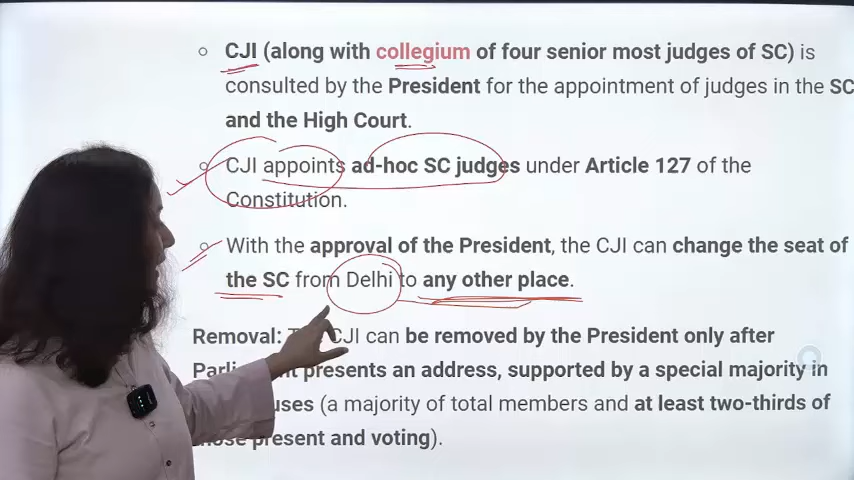 CJI (along with collegium of four senior most judges of SC) is
consulted by the President for the appointment of judges in the SC
and the High Court.
CJI appoints ad-hoc SC judges under Article 127 of the
Constitution.
With the approval of the President, the CJI can change the seat of
the SC from Delhi to any other place.
Removal: CJI can be removed by the President only after
presents an address, supported by a special majority in
(a majority of total members and at least two-thirds of
present and voting).